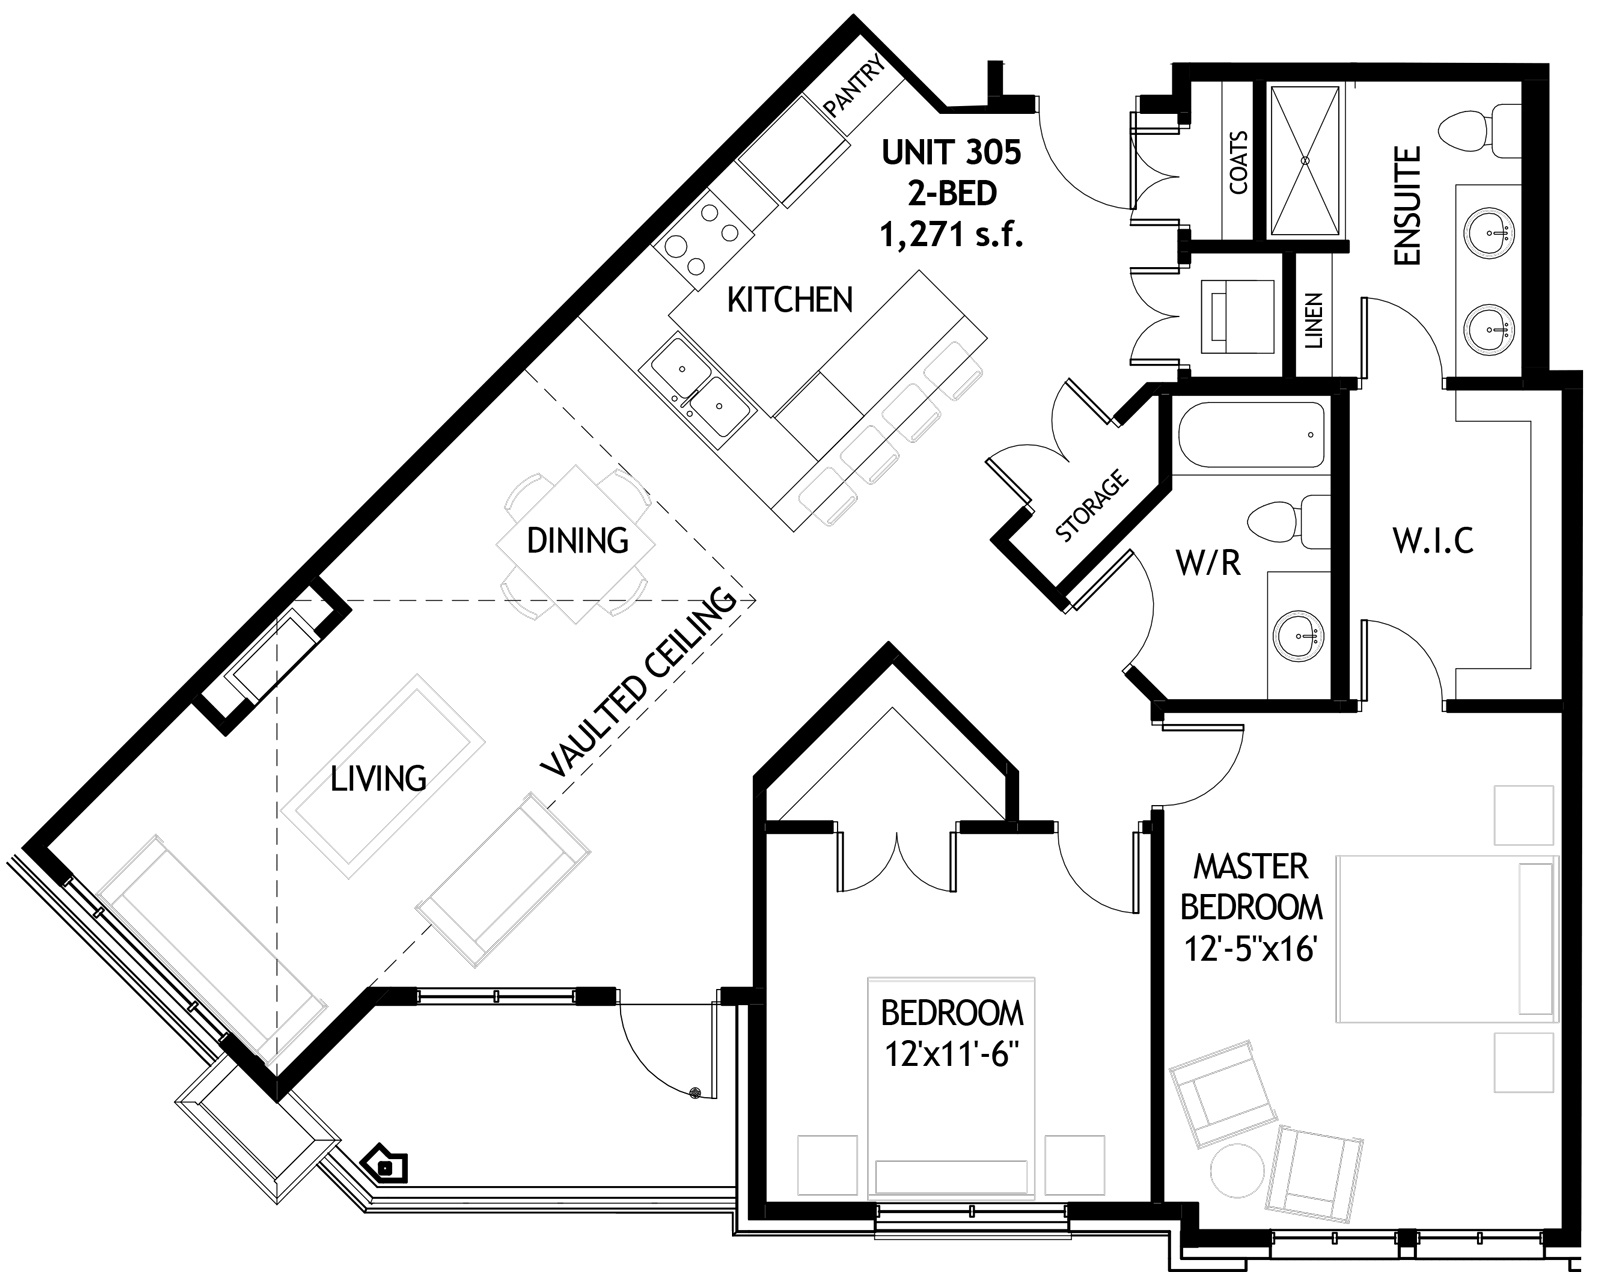 PANTRY
UNIT 305
2-BED
1,271 s.f.
COATS
ENSUITE
KITCHEN
LINEN
STORAGE
DINING
W/R
W.I.C
VAULTED CEILING
LIVING
MASTER
BEDROOM
12'-5"x16'
BEDROOM
12'x11'-6"